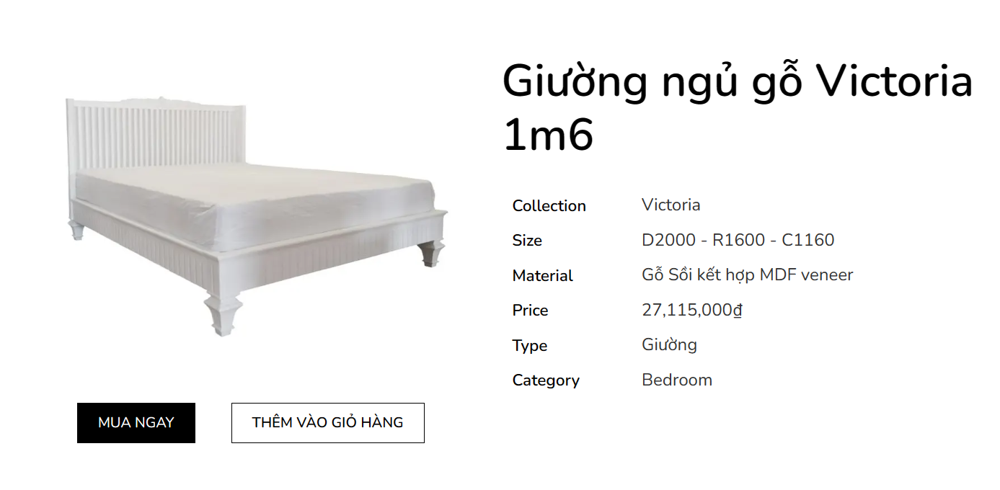 Giường ngủ gỗ Victoria
1m6
Collection Victoria
Size D2000 - R1600 - C1160
Material Gỗ Sồi kết hợp MDF veneer
Price 27,115,000₫
Type Giường
Category Bedroom
MUA NGAY THÊM VÀO GIỎ HÀNG